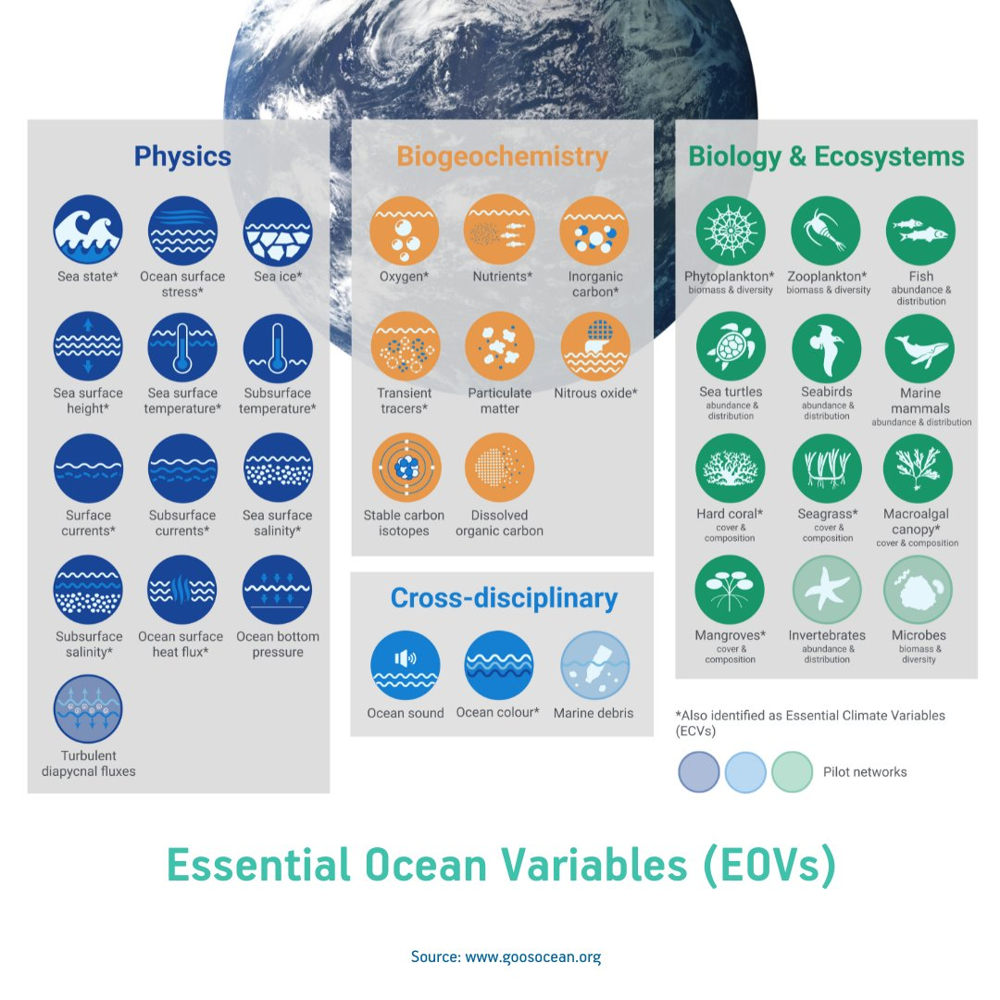 Physics
Sea state*
Ocean surface
stress*
Sea ice*
Sea surface
height*
Sea surface
temperature*
Subsurface
temperature*
Surface
currents*
Subsurface
currents*
Sea surface
salinity*
Subsurface
salinity*
Ocean surface
heat flux*
Ocean bottom
pressure
Turbulent
diapycnal fluxes
Biogeochemistry
Oxygen*
Nutrients*
Inorganic
carbon*
Transient
tracers*
Particulate
matter
Nitrous oxide*
Stable carbon
isotopes
Dissolved
organic carbon
Cross-disciplinary
Ocean sound
Ocean colour*
Marine debris
Biology & Ecosystems
Phytoplankton*
biomass & diversity
Zooplankton*
biomass & diversity
Fish
abundance &
distribution
Sea turtles
abundance &
distribution
Seabirds
abundance &
distribution
Marine
mammals
abundance & distribution
Hard coral*
cover &
composition
Seagrass*
cover &
composition
Macroalgal
canopy*
cover & composition
Mangroves*
cover &
composition
Invertebrates
abundance &
distribution
Microbes
biomass &
diversity
*Also identified as Essential Climate Variables
(ECVs)
Pilot networks
Essential Ocean Variables (EOVs)
Source: www.goosocean.org